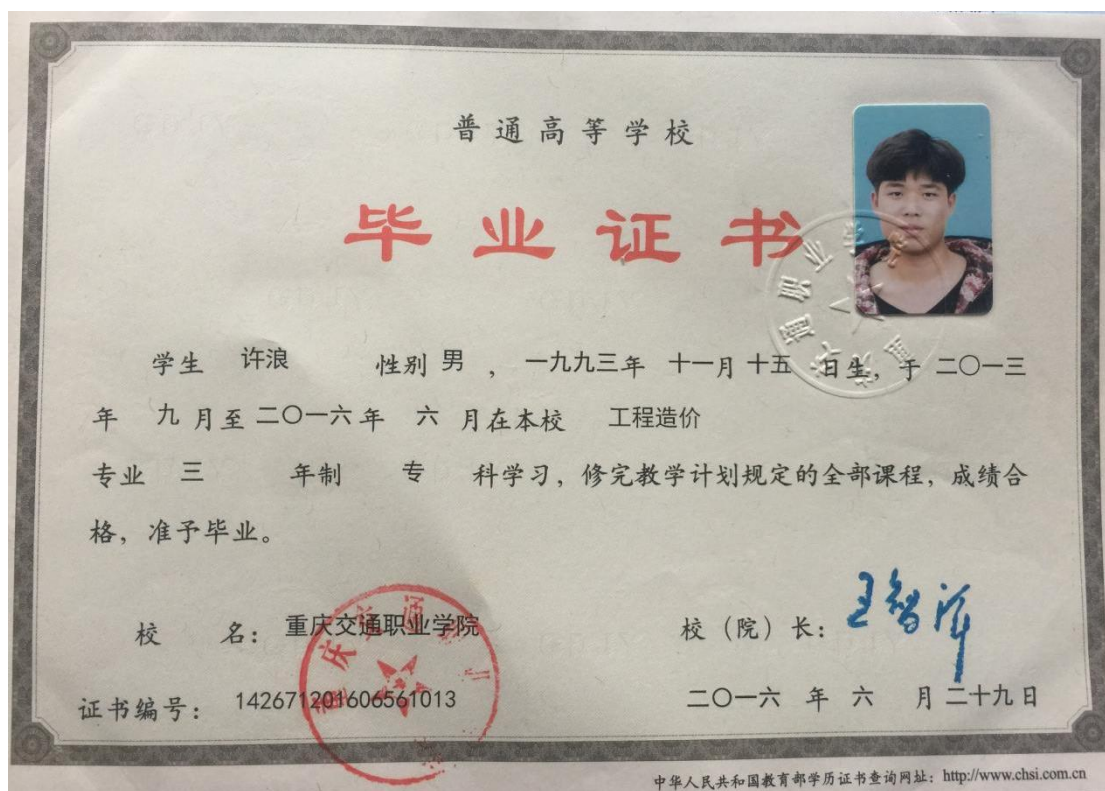 普通高等学校
毕业证书
学生 许浪 性别 男 ，一九九三年 十一月 十五 日生，于 二〇一三
年 九 月至 二〇一六 年 六 月在本校 工程造价
专业 三 年制 专 科学习，修完教学计划规定的全部课程，成绩合
格，准予毕业。
校 名：重庆交通职业学院
校（院）长：王智洋
证书编号：142671201606561013
二〇一六 年 六 月 二十九 日
中华人民共和国教育部学历证书查询网址：http://www.chsi.com.cn